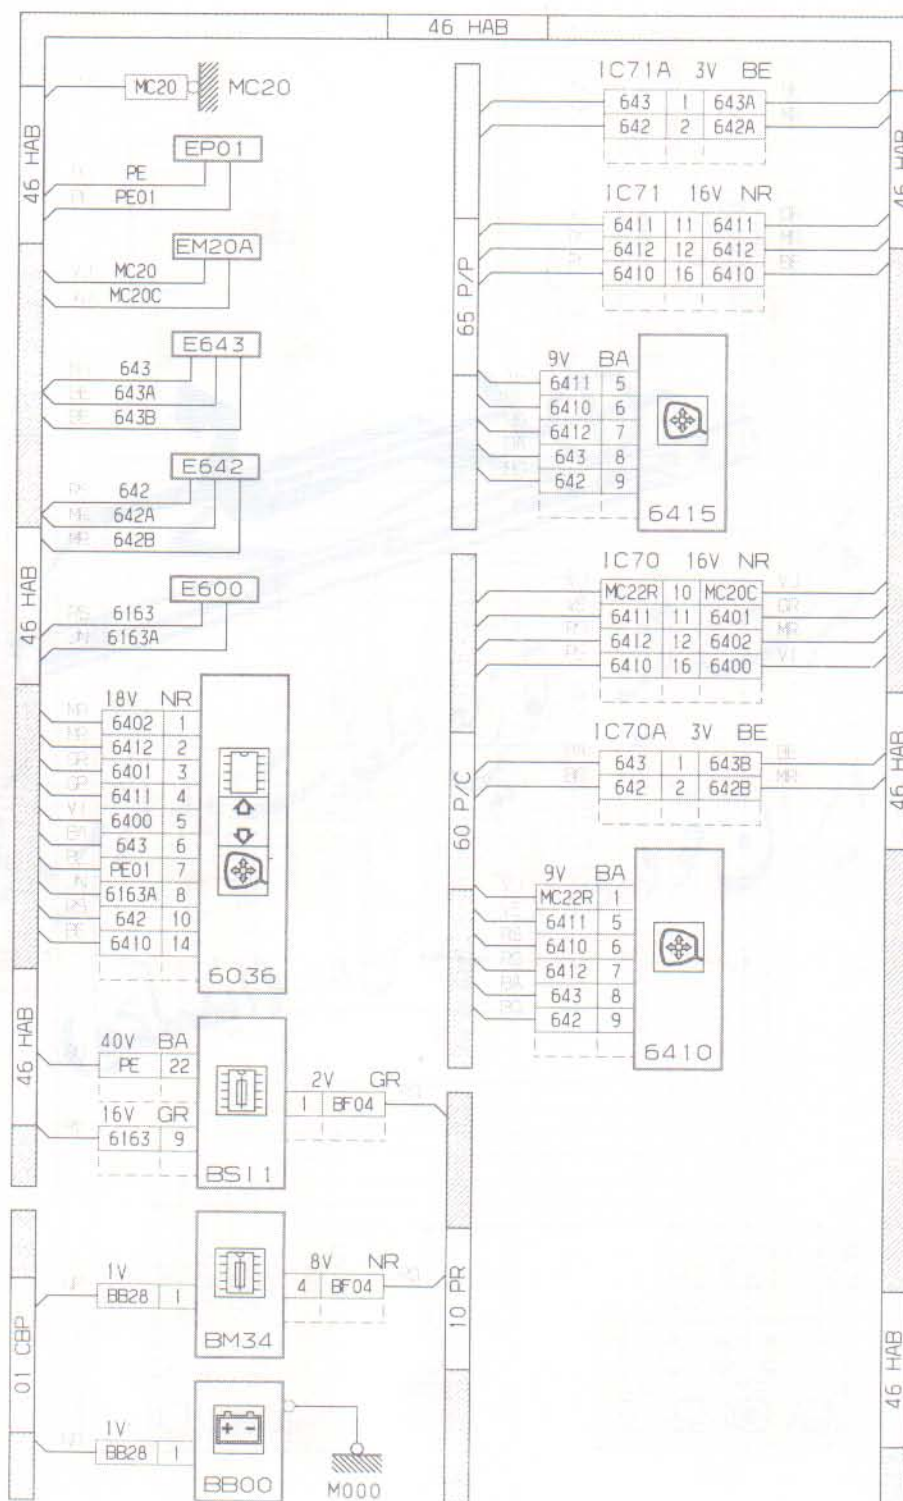 46 HAB
MC20 MC20
46 HAB
EP01
PE
PE01
EM20A
MC20
MC20C
E643
643
643A
643B
E642
642
642A
642B
46 HAB
E600
6163
6163A
18V NR
6402 1
6412 2
6401 3
6411 4
6400 5
643 6
PE01 7
6163A 8
642 10
6410 14
6036
46 HAB
40V BA
PE 22
16V GR
6163 9
BSI1
2V GR
1 BF04
01 CBP
1V
BB28 1
BM34
8V NR
4 BF04
1V
BB28 1
+ -
BB00
M000
10 PR
IC71A 3V BE
643 1 643A
642 2 642A
IC71 16V NR
6411 11 6411
6412 12 6412
6410 16 6410
65 P/P
9V BA
6411 5
6410 6
6412 7
643 8
642 9
6415
IC70 16V NR
MC22R 10 MC20C
6411 11 6401
6412 12 6402
6410 16 6400
IC70A 3V BE
643 1 643B
642 2 642B
60 P/C
9V BA
MC22R 1
6411 5
6410 6
6412 7
643 8
642 9
6410
46 HAB
46 HAB
46 HAB